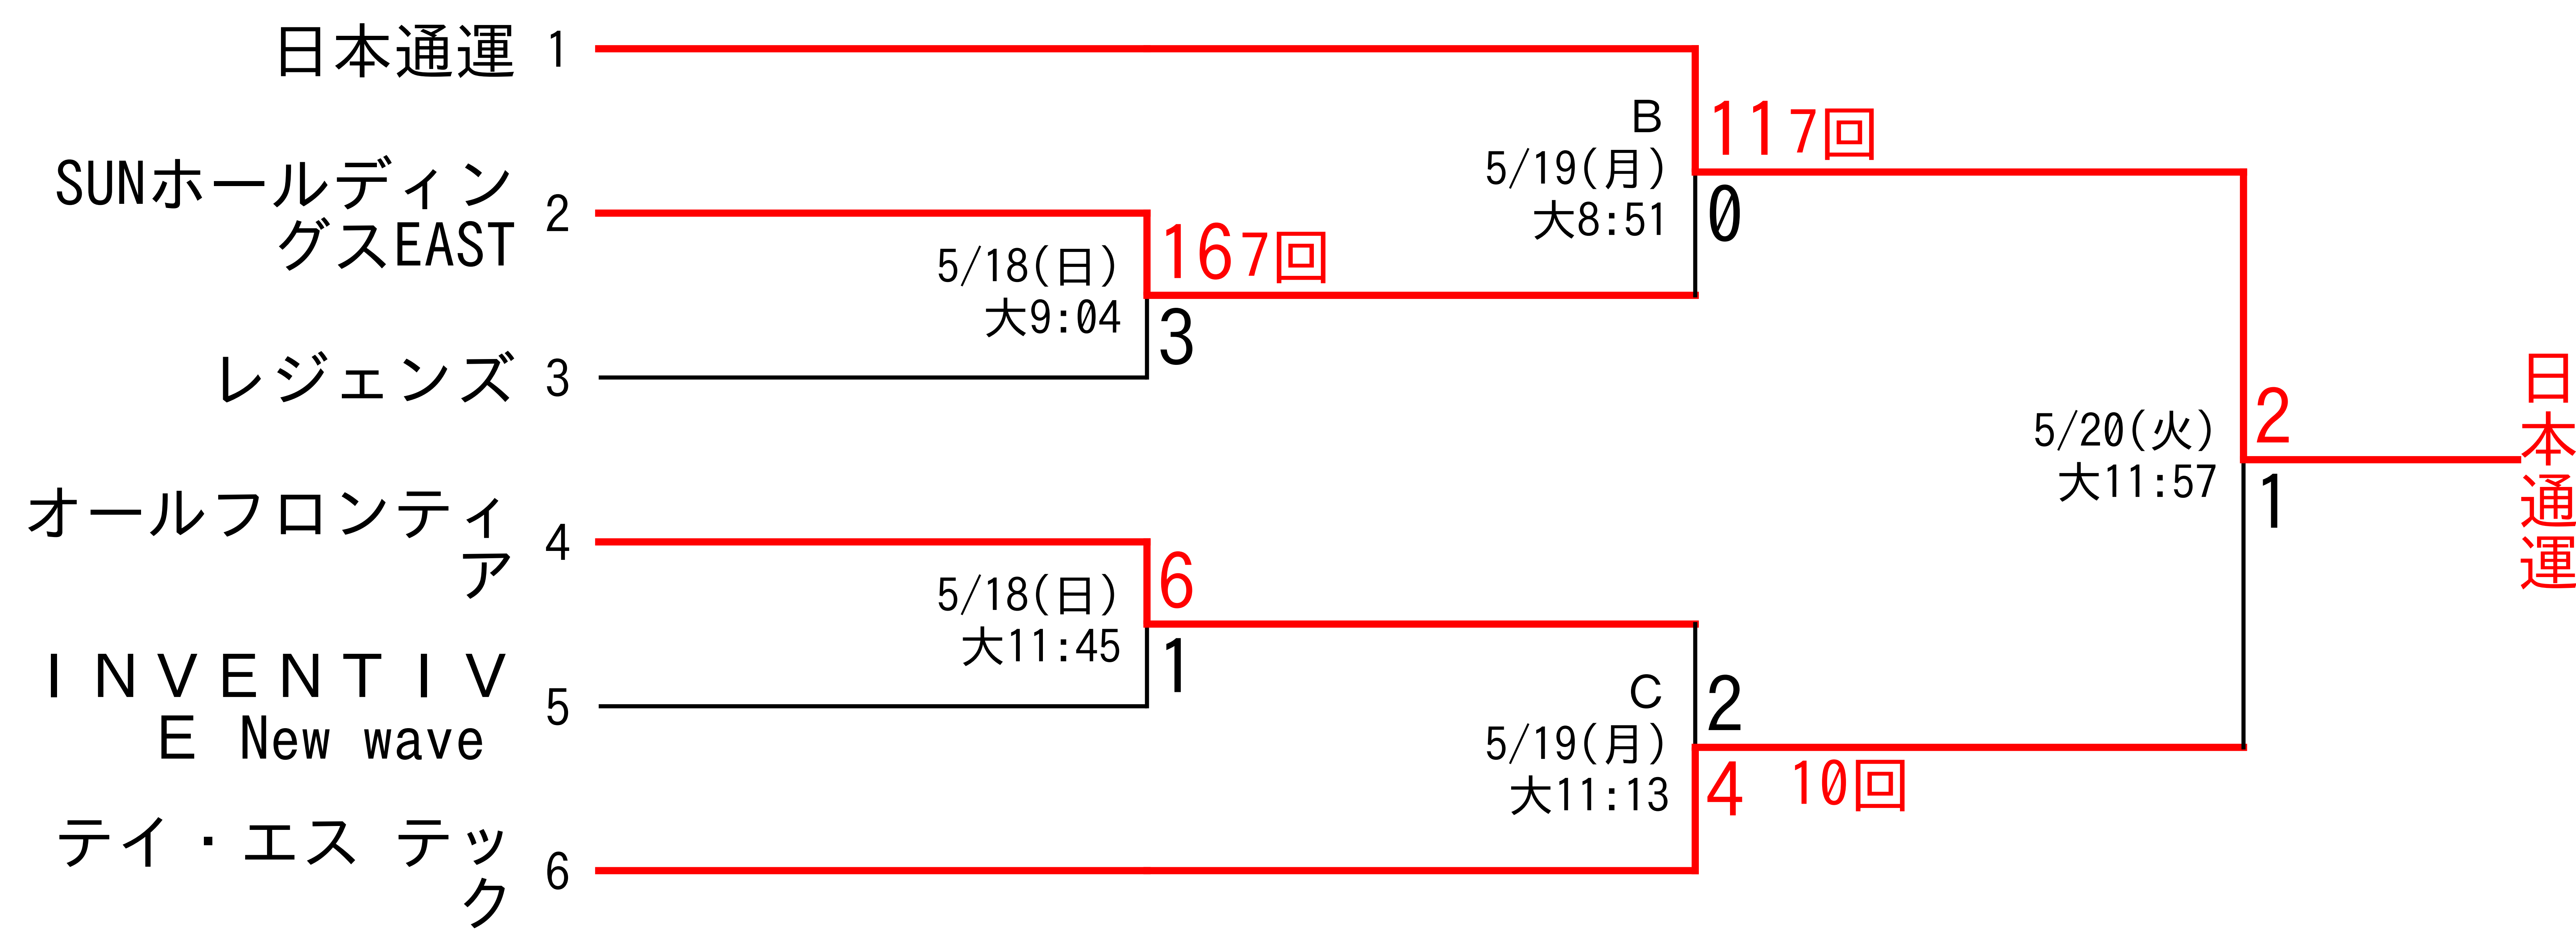 日本通運 1
SUNホールディン
グスEAST
2
レジェンズ 3
オールフロンティ
ア
4
ＩＮＶＥＮＴＩＶ
Ｅ New wave
5
テイ・エス テッ
ク
6
5/18(日)
大9:04
16 7回
3
5/18(日)
大11:45
6
1
B
5/19(月)
大8:51
11 7回
0
C
5/19(月)
大11:13
2
4 10回
5/20(火)
大11:57
2
1
日本通運